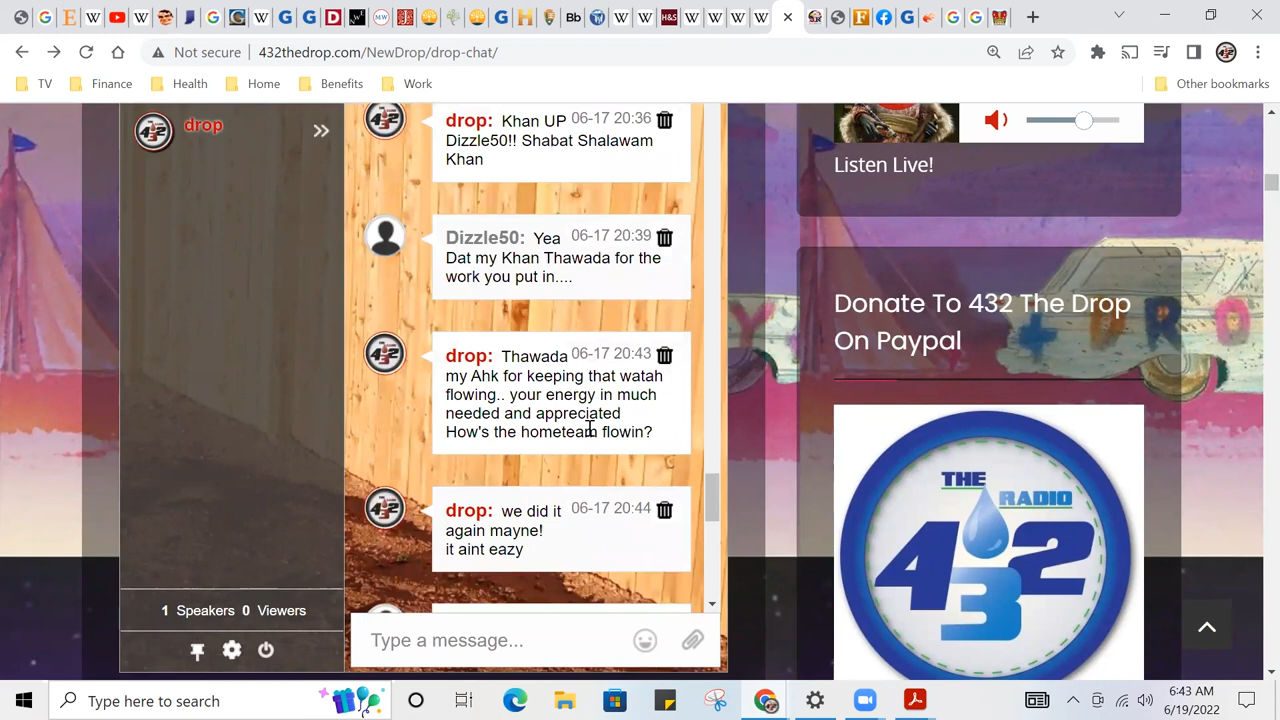 Not secure
432thedrop.com/NewDrop/drop-chat/
TV
Finance
Health
Home
Benefits
Work
Other bookmarks
drop
drop: Khan UP 06-17 20:36
Dizzle50!! Shabat Shalawam
Khan
Dizzle50: Yea 06-17 20:39
Dat my Khan Thawada for the
work you put in....
drop: Thawada 06-17 20:43
my Ahk for keeping that watah
flowing.. your energy in much
needed and appreciated
How's the hometeam flowin?
drop: we did it 06-17 20:44
again mayne!
it aint eazy
1 Speakers 0 Viewers
Type a message...
Listen Live!
Donate To 432 The Drop
On Paypal
THE
RADIO
432
Type here to search
6:43 AM
6/19/2022